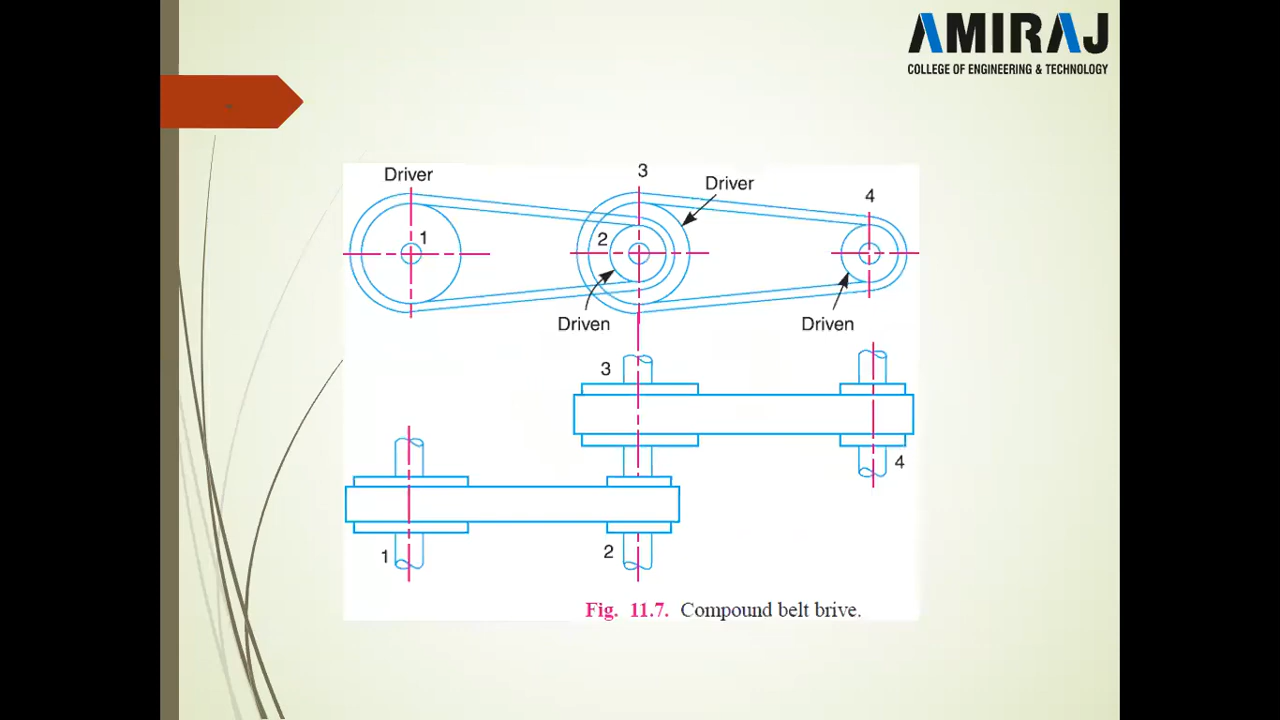 AMIRAJ
COLLEGE OF ENGINEERING & TECHNOLOGY
Driver
3
Driver
4
1
2
Driven
Driven
3
4
1
2
Fig. 11.7. Compound belt brive.